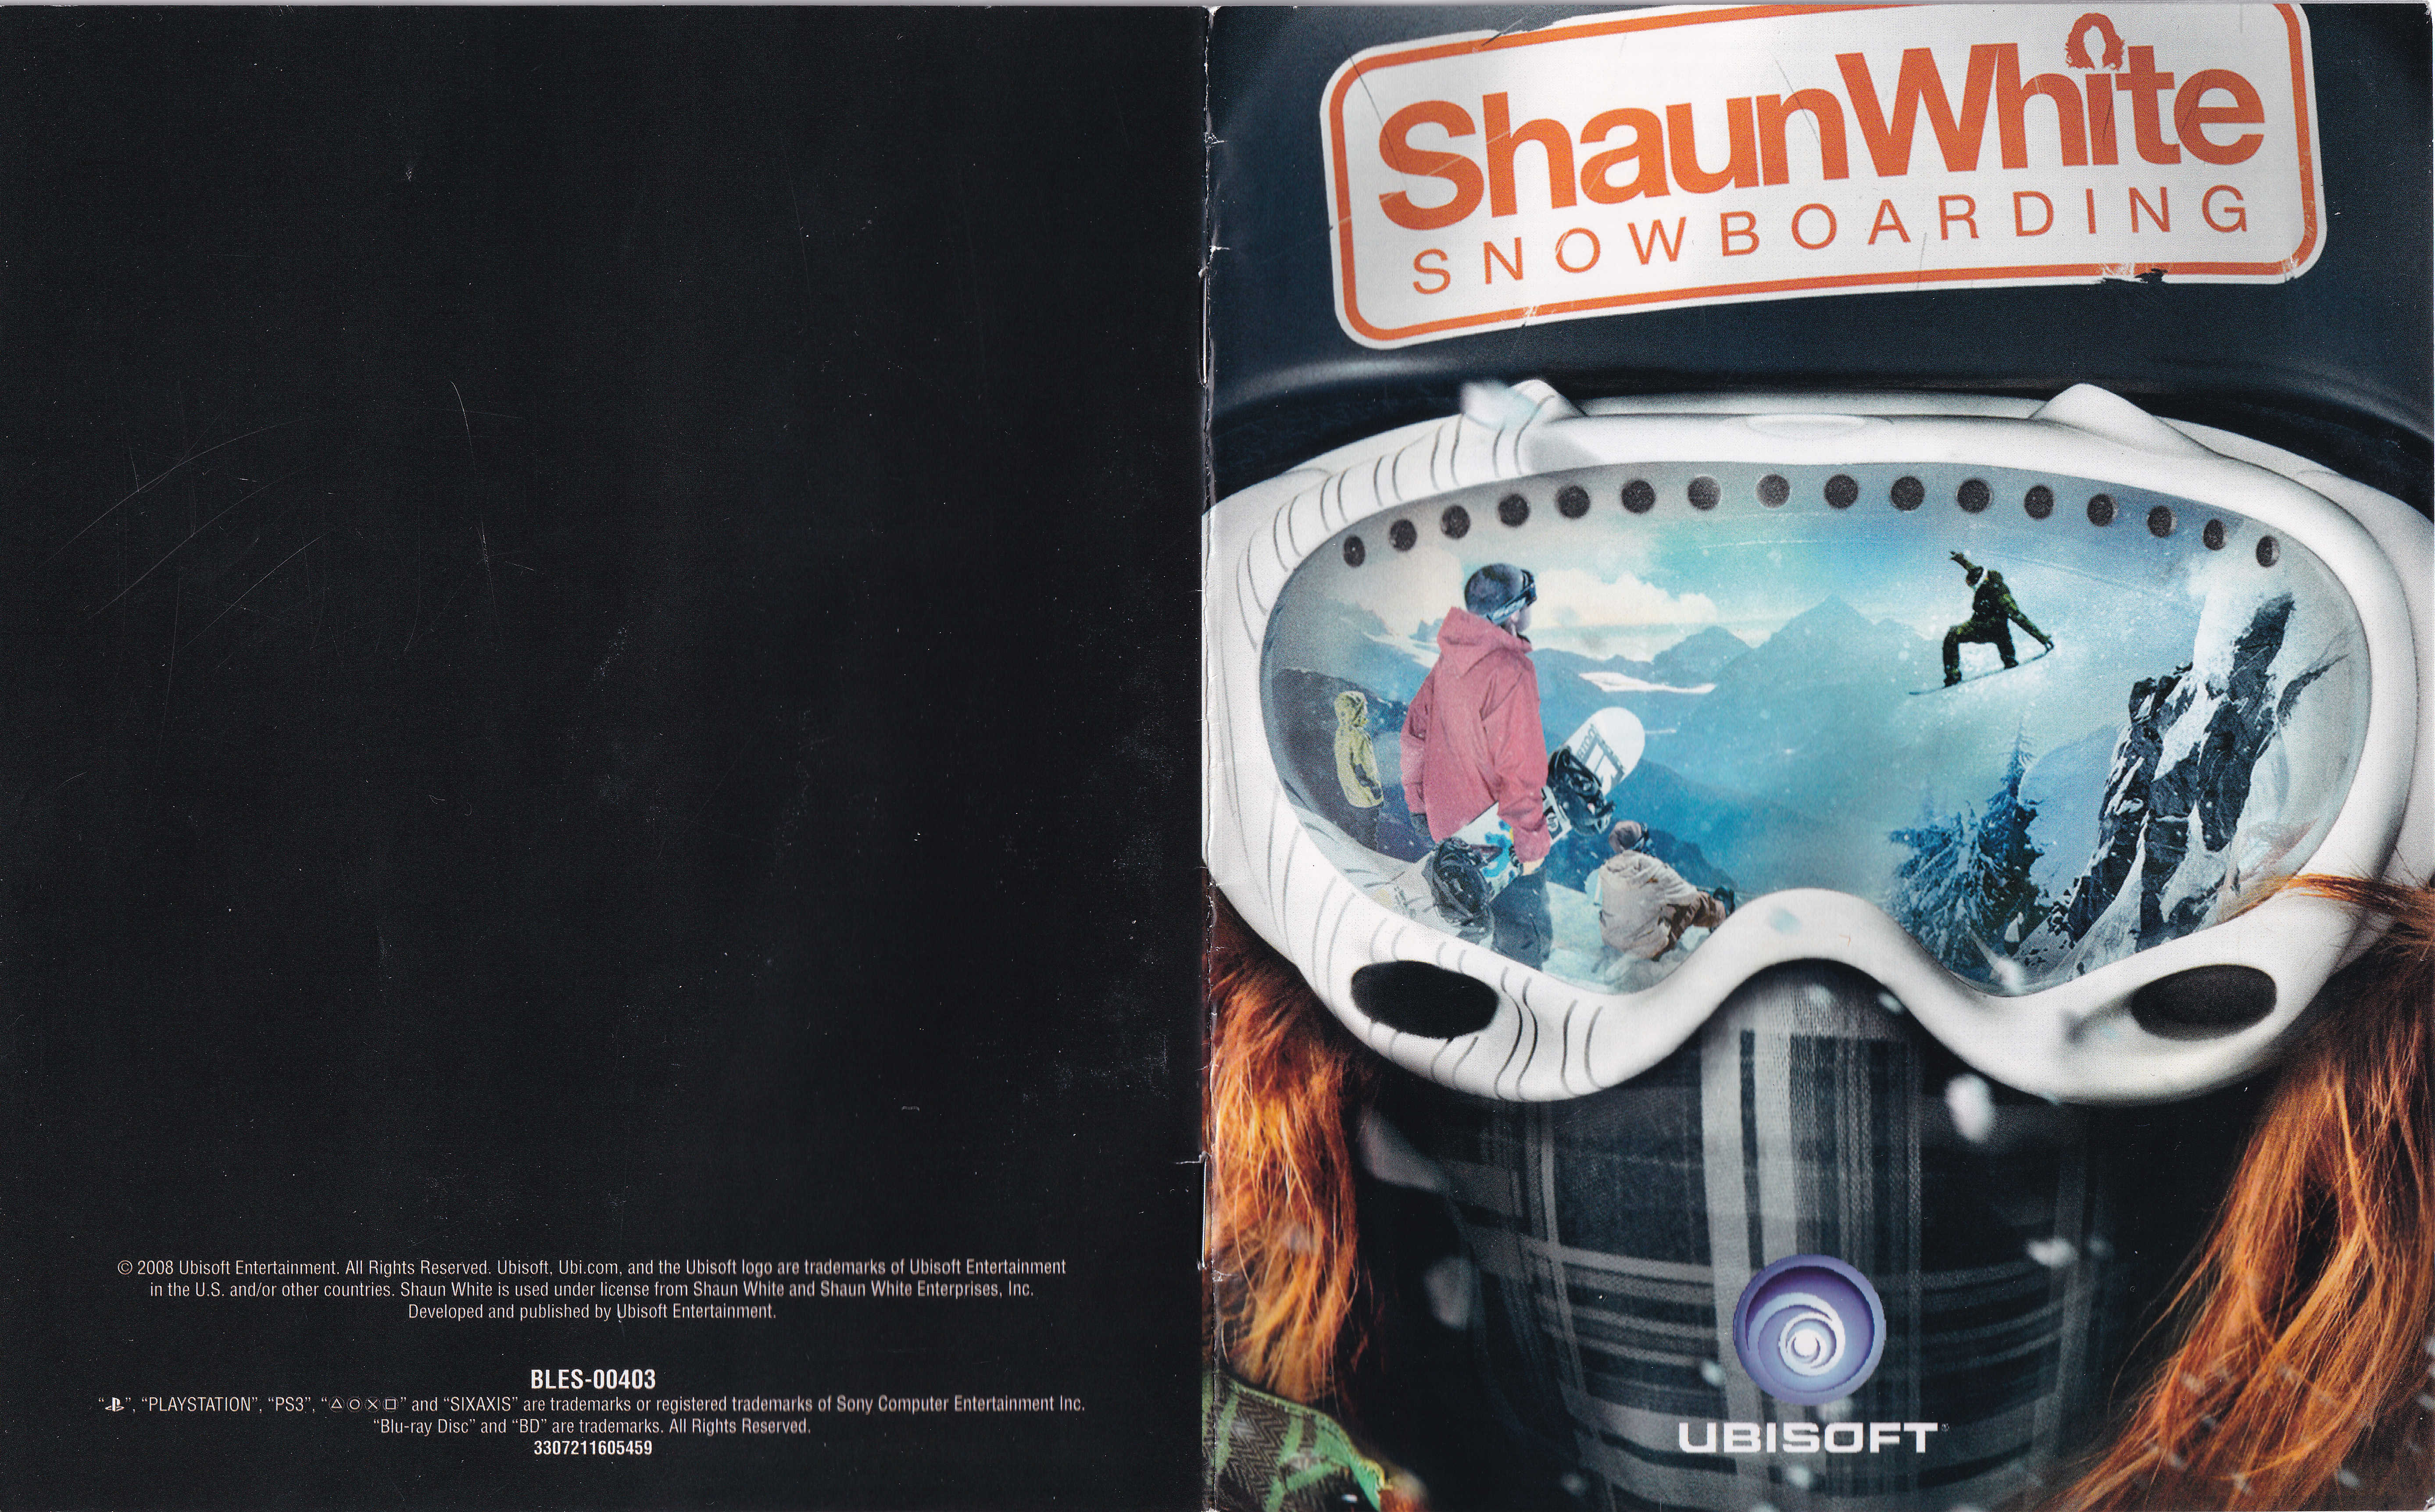 © 2008 Ubisoft Entertainment. All Rights Reserved. Ubisoft, Ubi.com, and the Ubisoft logo are trademarks of Ubisoft Entertainment
in the U.S. and/or other countries. Shaun White is used under license from Shaun White and Shaun White Enterprises, Inc.
Developed and published by Ubisoft Entertainment.
BLES-00403
“ ”, “PLAYSTATION”, “PS3”, “△○✕□” and “SIXAXIS” are trademarks or registered trademarks of Sony Computer Entertainment Inc.
“Blu-ray Disc” and “BD” are trademarks. All Rights Reserved.
3307211605459
ShaunWhite
SNOWBOARDING
UBISOFT